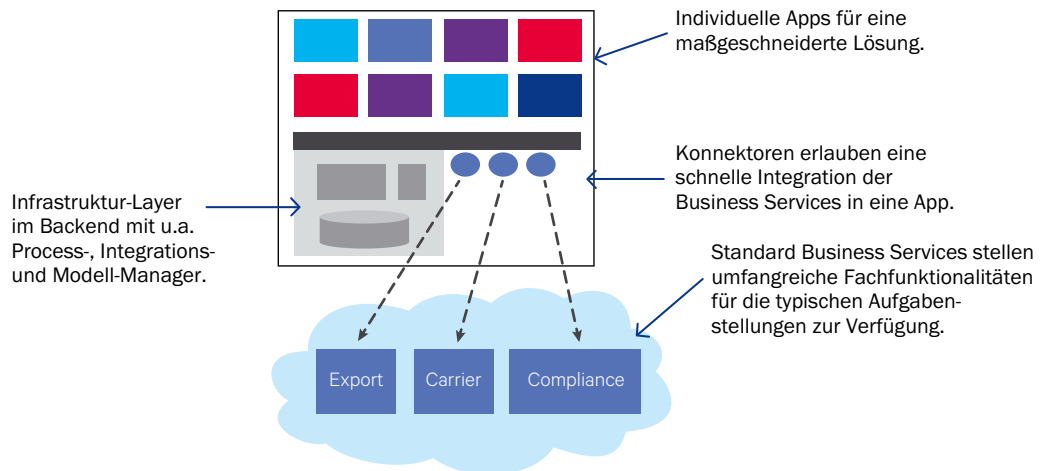 Individuelle Apps für eine
maßgeschneiderte Lösung.
Konnektoren erlauben eine
schnelle Integration der
Business Services in eine App.
Infrastruktur-Layer
im Backend mit u.a.
Process-, Integrations-
und Modell-Manager.
Standard Business Services stellen
umfangreiche Fachfunktionalitäten
für die typischen Aufgaben-
stellungen zur Verfügung.
Export
Carrier
Compliance